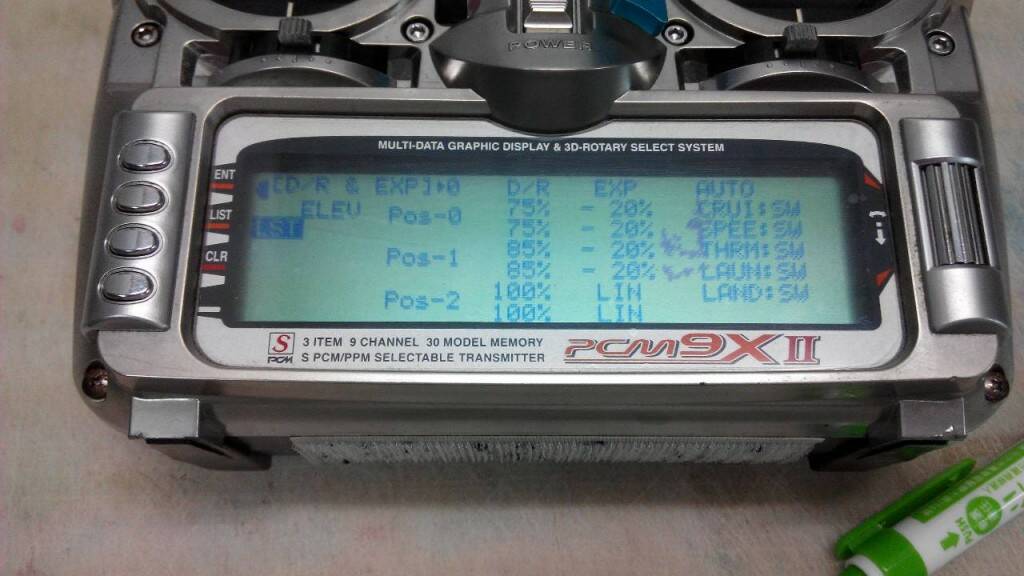 POWER
MULTI-DATA GRAPHIC DISPLAY & 3D-ROTARY SELECT SYSTEM
ENT
LIST
CLR
[D/R & EXP]▸0 D/R EXP AUTO
ELEV Pos-0 75% - 20% CRUI:SW
LST 75% - 20% SPEE:SW
Pos-1 85% - 20% THRM:SW
85% - 20% LAUN:SW
Pos-2 100% LIN LAND:SW
100% LIN
S PCM
3 ITEM 9 CHANNEL 30 MODEL MEMORY
S PCM/PPM SELECTABLE TRANSMITTER
PCM9X II